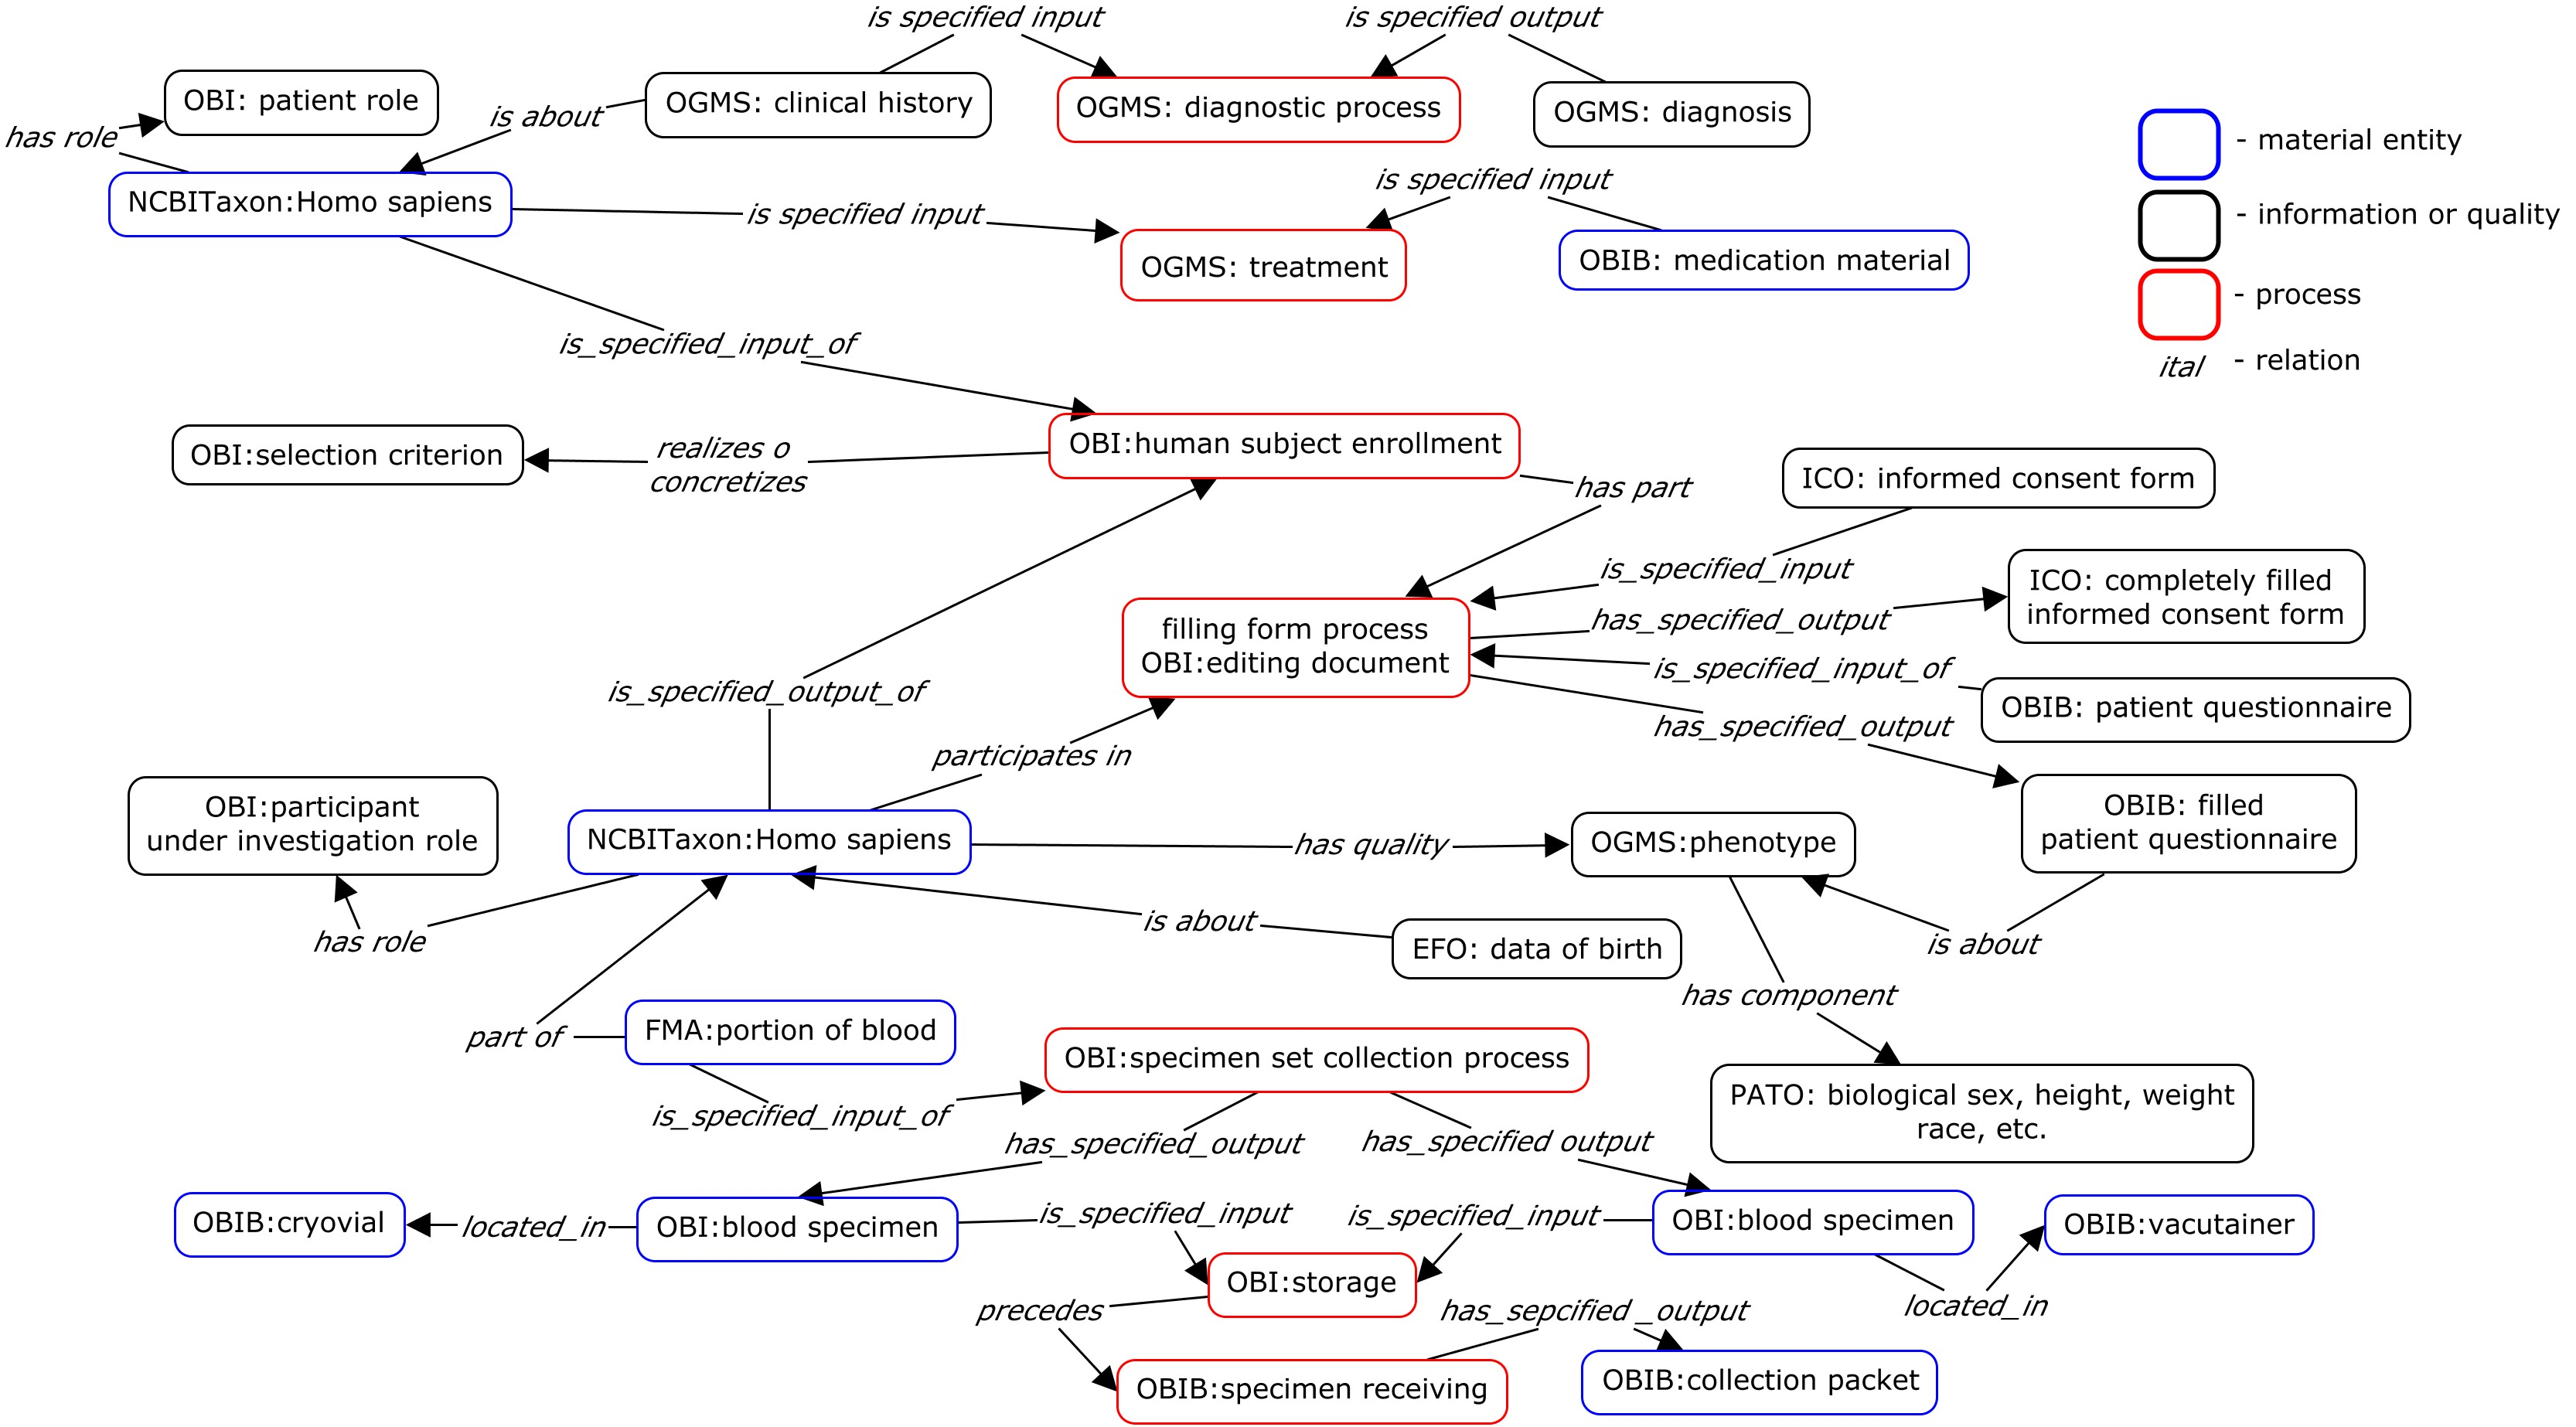 is specified input
is specified output
OBI: patient role
OGMS: clinical history
OGMS: diagnostic process
OGMS: diagnosis
is about
has role
- material entity
NCBITaxon:Homo sapiens
is specified input
is specified input
- information or quality
OGMS: treatment
OBIB: medication material
- process
is_specified_input_of
ital
- relation
OBI:selection criterion
realizes o
concretizes
OBI:human subject enrollment
has part
ICO: informed consent form
is_specified_input
ICO: completely filled
informed consent form
has_specified_output
filling form process
OBI:editing document
is_specified_input_of
OBIB: patient questionnaire
is_specified_output_of
has_specified_output
participates in
OBI:participant
under investigation role
NCBITaxon:Homo sapiens
has quality
OGMS:phenotype
OBIB: filled
patient questionnaire
has role
is about
EFO: data of birth
is about
has component
part of
FMA:portion of blood
OBI:specimen set collection process
PATO: biological sex, height, weight
race, etc.
is_specified_input_of
has_specified_output
has_specified output
OBIB:cryovial
located_in
OBI:blood specimen
is_specified_input
is_specified_input
OBI:blood specimen
OBIB:vacutainer
OBI:storage
precedes
has_sepcified _output
located_in
OBIB:specimen receiving
OBIB:collection packet